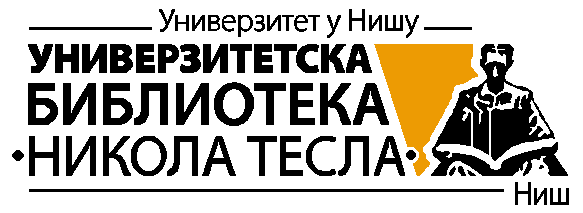 Универзитет у Нишу
УНИВЕРЗИТЕТСКА
БИБЛИОТЕКА
•НИКОЛА ТЕСЛА•
Ниш